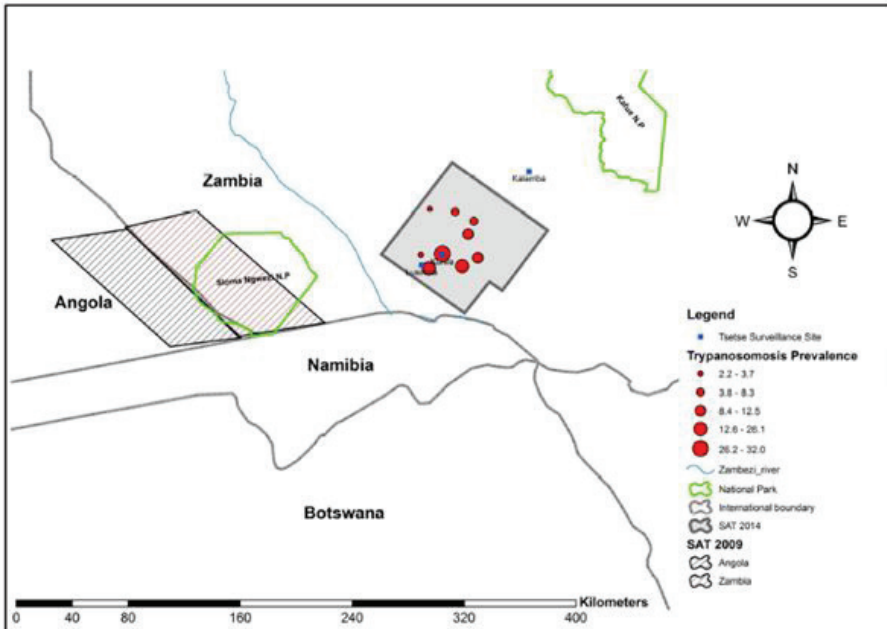 Kafue N.P
Kalamba
Zambia
N
W E
S
Sioma Ngwezi N.P
Angola
Namibia
Botswana
Legend
Tsetse Surveillance Site
Trypanosomosis Prevalence
2.2 - 3.7
3.8 - 8.3
8.4 - 12.5
12.6 - 26.1
26.2 - 32.0
Zambezi_river
National Park
International boundary
SAT 2014
SAT 2009
Angola
Zambia
Kilometers
0 40 80 160 240 320 400